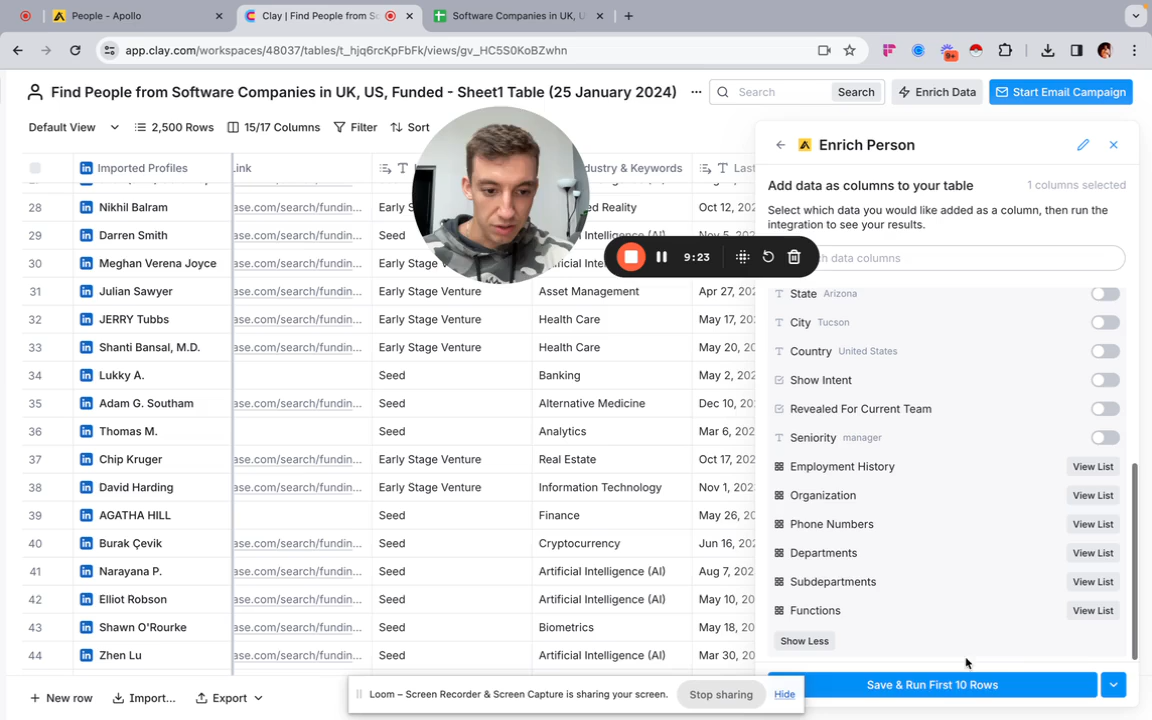 People - Apollo
Clay | Find People from S
Software Companies in UK, U
app.clay.com/workspaces/48037/tables/t_hjq6rcKpFbFk/views/gv_HC5S0KoBZwhn
9+
Find People from Software Companies in UK, US, Funded - Sheet1 Table (25 January 2024)
Search
Search
Enrich Data
Start Email Campaign
Default View
2,500 Rows
15/17 Columns
Filter
Sort
Imported Profiles
Link
dustry & Keywords
Las
28 Nikhil Balram ase.com/search/fundin... Early S ed Reality Oct 12, 202
29 Darren Smith ase.com/search/fundin... Seed Intelligence (AI) Nov 5, 202
30 Meghan Verena Joyce ase.com/search/fundin... Early Stage
31 Julian Sawyer ase.com/search/fundin... Early Stage Venture Asset Management Apr 27, 202
32 JERRY Tubbs ase.com/search/fundin... Early Stage Venture Health Care May 17, 202
33 Shanti Bansal, M.D. ase.com/search/fundin... Early Stage Venture Health Care May 20, 202
34 Lukky A. Seed Banking May 2, 202
35 Adam G. Southam ase.com/search/fundin... Seed Alternative Medicine Dec 10, 202
36 Thomas M. Seed Analytics Mar 6, 202
37 Chip Kruger ase.com/search/fundin... Early Stage Venture Real Estate Oct 17, 202
38 David Harding ase.com/search/fundin... Early Stage Venture Information Technology Nov 1, 202
39 AGATHA HILL Seed Finance May 26, 202
40 Burak Çevik ase.com/search/fundin... Seed Cryptocurrency Jun 16, 202
41 Narayana P. ase.com/search/fundin... Seed Artificial Intelligence (AI) Aug 7, 202
42 Elliot Robson ase.com/search/fundin... Seed Artificial Intelligence (AI) May 10, 202
43 Shawn O'Rourke ase.com/search/fundin... Seed Biometrics May 18, 202
44 Zhen Lu ase.com/search/fundin... Seed Artificial Intelligence (AI) Mar 30, 202
New row
Import...
Export
9:23
Loom – Screen Recorder & Screen Capture is sharing your screen.
Stop sharing
Hide
Enrich Person
Add data as columns to your table
1 columns selected
Select which data you would like added as a column, then run the
integration to see your results.
ch data columns
State Arizona
City Tucson
Country United States
Show Intent
Revealed For Current Team
Seniority manager
Employment History View List
Organization View List
Phone Numbers View List
Departments View List
Subdepartments View List
Functions View List
Show Less
Save & Run First 10 Rows